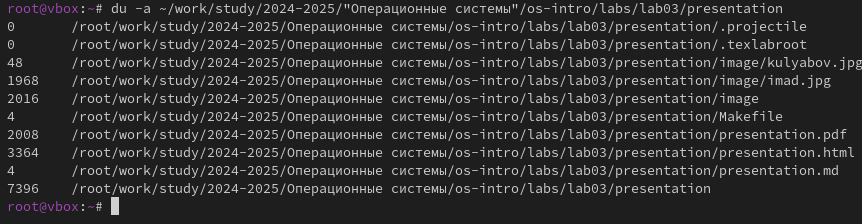 root@vbox:~# du -a ~/work/study/2024-2025/"Операционные системы"/os-intro/labs/lab03/presentation
0 /root/work/study/2024-2025/Операционные системы/os-intro/labs/lab03/presentation/.projectile
0 /root/work/study/2024-2025/Операционные системы/os-intro/labs/lab03/presentation/.texlabroot
48 /root/work/study/2024-2025/Операционные системы/os-intro/labs/lab03/presentation/image/kulyabov.jpg
1968 /root/work/study/2024-2025/Операционные системы/os-intro/labs/lab03/presentation/image/imad.jpg
2016 /root/work/study/2024-2025/Операционные системы/os-intro/labs/lab03/presentation/image
4 /root/work/study/2024-2025/Операционные системы/os-intro/labs/lab03/presentation/Makefile
2008 /root/work/study/2024-2025/Операционные системы/os-intro/labs/lab03/presentation/presentation.pdf
3364 /root/work/study/2024-2025/Операционные системы/os-intro/labs/lab03/presentation/presentation.html
4 /root/work/study/2024-2025/Операционные системы/os-intro/labs/lab03/presentation/presentation.md
7396 /root/work/study/2024-2025/Операционные системы/os-intro/labs/lab03/presentation
root@vbox:~#